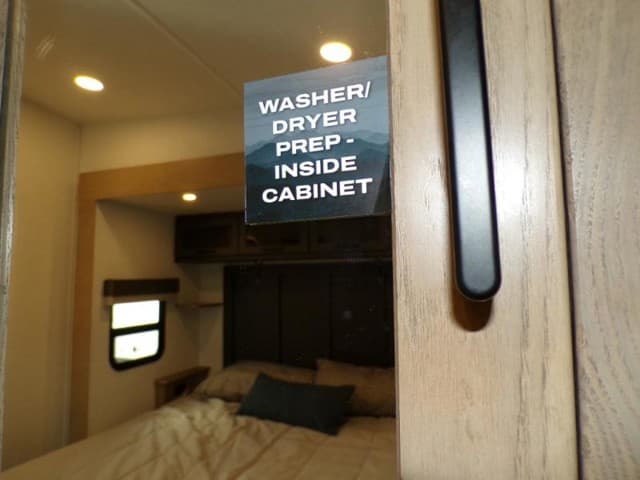 WASHER/
DRYER
PREP -
INSIDE
CABINET